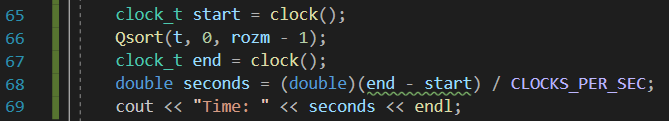 65 clock_t start = clock();
66 Qsort(t, 0, rozm - 1);
67 clock_t end = clock();
68 double seconds = (double)(end - start) / CLOCKS_PER_SEC;
69 cout << "Time: " << seconds << endl;